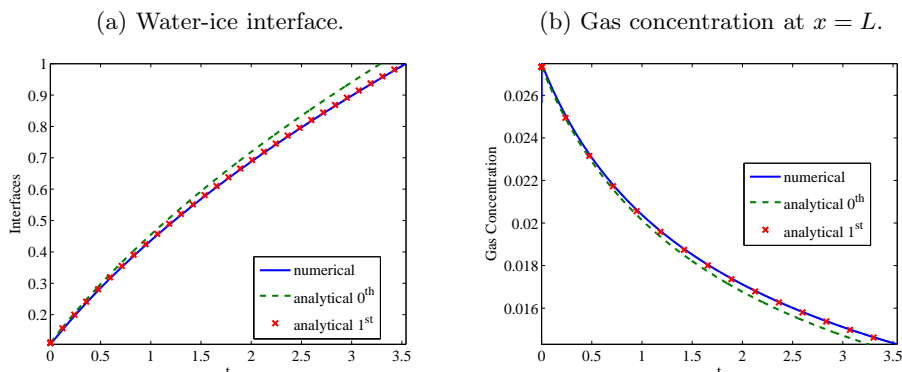 (a) Water-ice interface.
(b) Gas concentration at x = L.
1
0.9
0.8
0.7
0.6
0.5
0.4
0.3
0.2
Interfaces
0
0.5
1
1.5
2
2.5
3
3.5
t
numerical
analytical 0th
analytical 1st
0.026
0.024
0.022
0.02
0.018
0.016
Gas Concentration
0
0.5
1
1.5
2
2.5
3
3.5
t
numerical
analytical 0th
analytical 1st